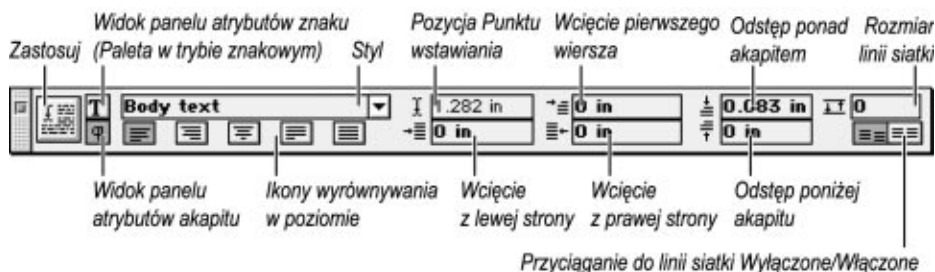 Zastosuj
Widok panelu atrybutów znaku
(Paleta w trybie znakowym)
Styl
Pozycja Punktu
wstawiania
Wcięcie pierwszego
wiersza
Odstęp ponad
akapitem
Rozmiar
linii siatki
T
Body text
1.282 in
0 in
0.083 in
0
¶
0 in
0 in
0 in
Widok panelu
atrybutów akapitu
Ikony wyrównywania
w poziomie
Wcięcie
z lewej strony
Wcięcie
z prawej strony
Odstęp poniżej
akapitu
Przyciąganie do linii siatki Wyłączone/Włączone